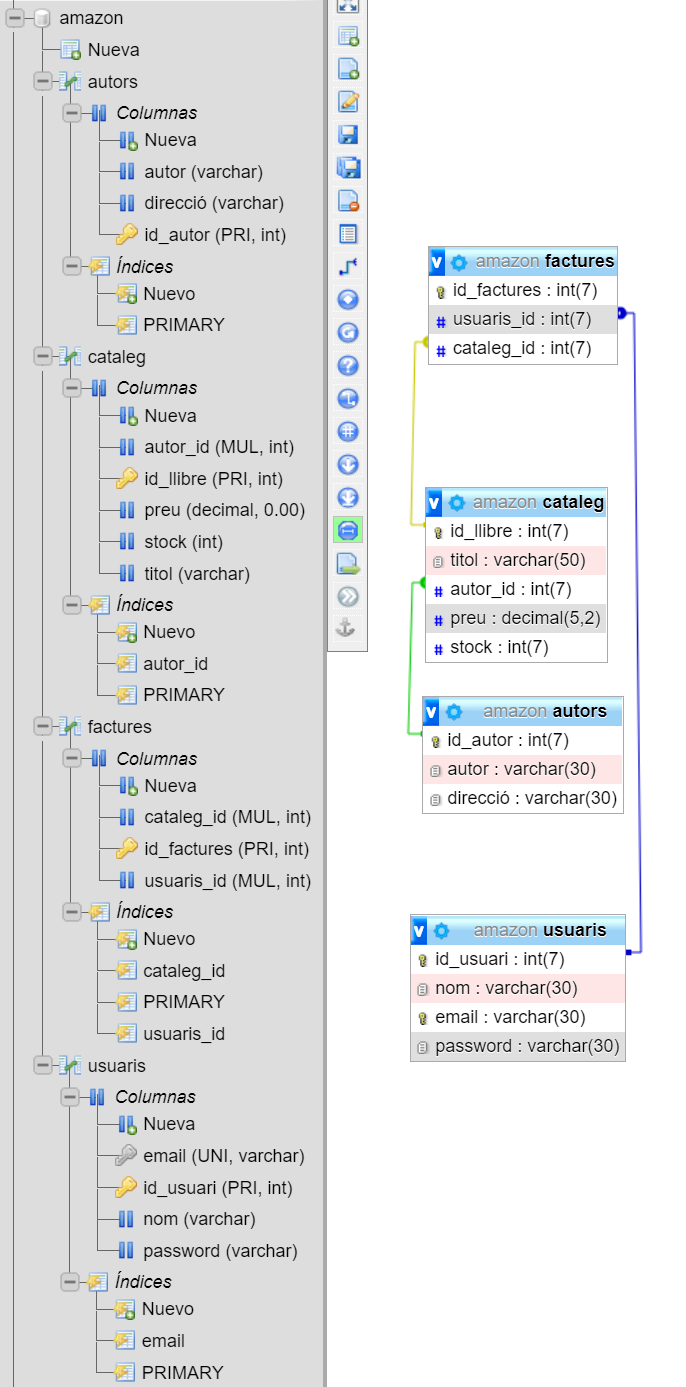 amazon
Nueva
autors
Columnas
Nueva
autor (varchar)
direcció (varchar)
id_autor (PRI, int)
Índices
Nuevo
PRIMARY
cataleg
Columnas
Nueva
autor_id (MUL, int)
id_llibre (PRI, int)
preu (decimal, 0.00)
stock (int)
titol (varchar)
Índices
Nuevo
autor_id
PRIMARY
factures
Columnas
Nueva
cataleg_id (MUL, int)
id_factures (PRI, int)
usuaris_id (MUL, int)
Índices
Nuevo
cataleg_id
PRIMARY
usuaris_id
usuaris
Columnas
Nueva
email (UNI, varchar)
id_usuari (PRI, int)
nom (varchar)
password (varchar)
Índices
Nuevo
email
PRIMARY
v amazon factures
id_factures : int(7)
# usuaris_id : int(7)
# cataleg_id : int(7)
v amazon cataleg
id_llibre : int(7)
titol : varchar(50)
# autor_id : int(7)
# preu : decimal(5,2)
# stock : int(7)
v amazon autors
id_autor : int(7)
autor : varchar(30)
direcció : varchar(30)
v amazon usuaris
id_usuari : int(7)
nom : varchar(30)
email : varchar(30)
password : varchar(30)